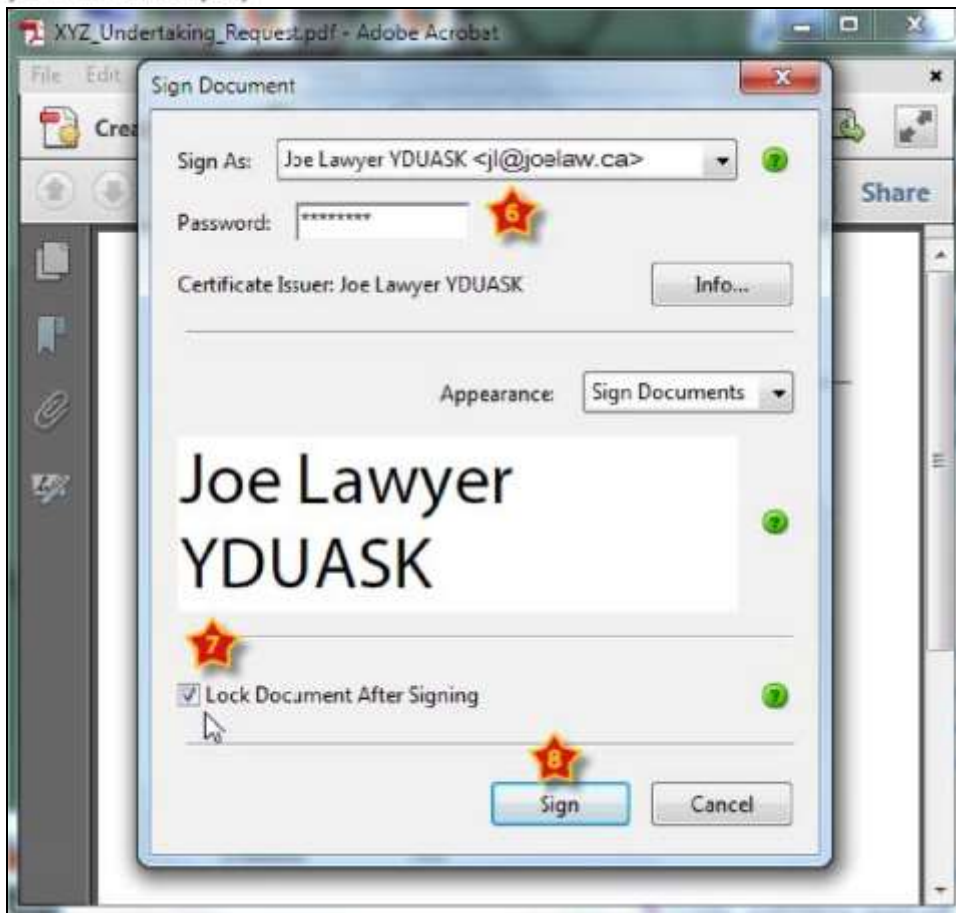 XYZ_Undertaking_Request.pdf - Adobe Acrobat
File Edit
Sign Document
Crea
Sign As: Joe Lawyer YDUASK <jl@joelaw.ca>
6
Password: ********
Share
Certificate Issuer: Joe Lawyer YDUASK Info...
Appearance: Sign Documents
Joe Lawyer
YDUASK
7
Lock Document After Signing
8
Sign Cancel